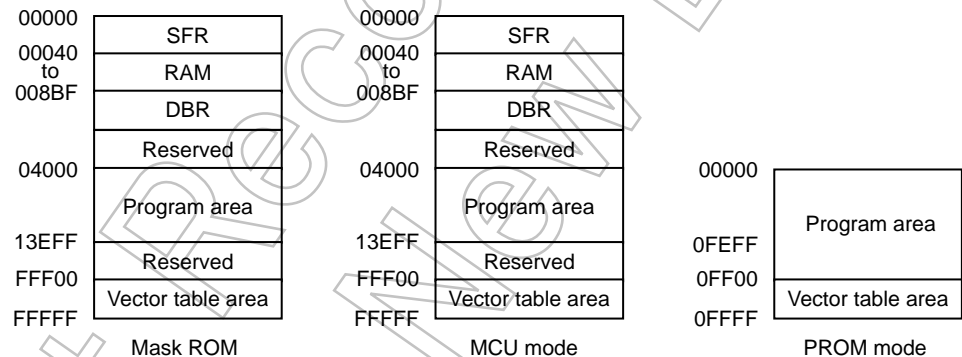 00000
SFR
00040
to
008BF
RAM
DBR
Reserved
04000
Program area
13EFF
Reserved
FFF00
Vector table area
FFFFF
Mask ROM
00000
SFR
00040
to
008BF
RAM
DBR
Reserved
04000
Program area
13EFF
Reserved
FFF00
Vector table area
FFFFF
MCU mode
00000
Program area
0FEFF
0FF00
Vector table area
0FFFF
PROM mode